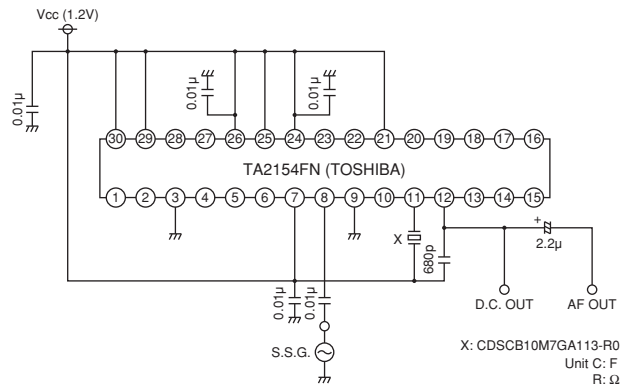 Vcc (1.2V)
0.01μ
0.01μ
0.01μ
30 29 28 27 26 25 24 23 22 21 20 19 18 17 16
TA2154FN (TOSHIBA)
1 2 3 4 5 6 7 8 9 10 11 12 13 14 15
X
680p
+
2.2μ
0.01μ
0.01μ
D.C. OUT
AF OUT
S.S.G.
X: CDSCB10M7GA113-R0
Unit C: F
R: Ω